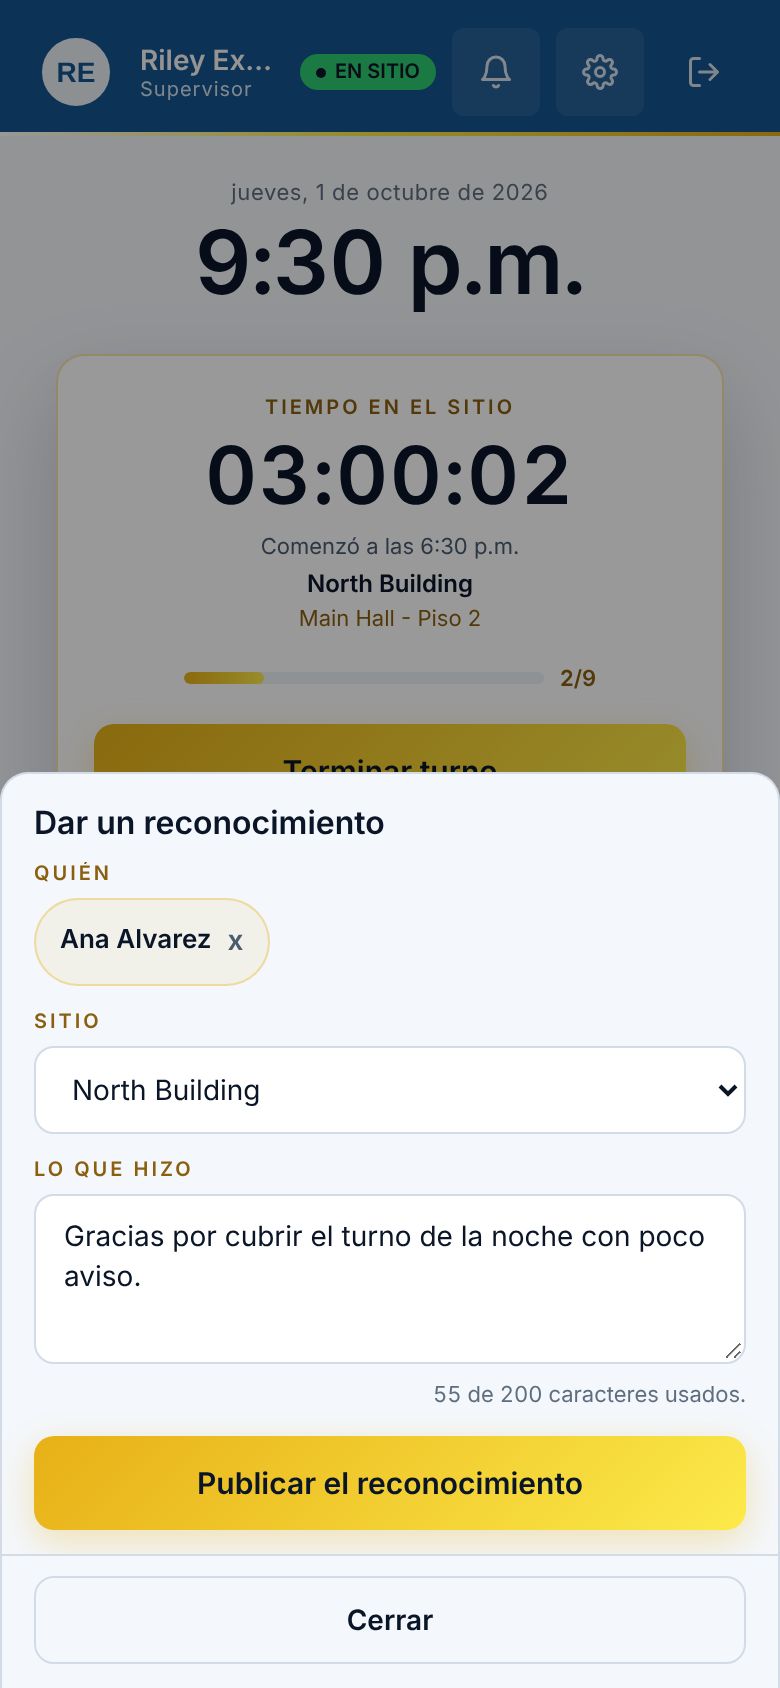 RE
Riley Ex...
Supervisor
EN SITIO
jueves, 1 de octubre de 2026
9:30 p.m.
TIEMPO EN EL SITIO
03:00:02
Comenzó a las 6:30 p.m.
North Building
Main Hall - Piso 2
2/9
Terminar turno
Dar un reconocimiento
QUIÉN
Ana Alvarez x
SITIO
North Building
LO QUE HIZO
Gracias por cubrir el turno de la noche con poco
aviso.
55 de 200 caracteres usados.
Publicar el reconocimiento
Cerrar